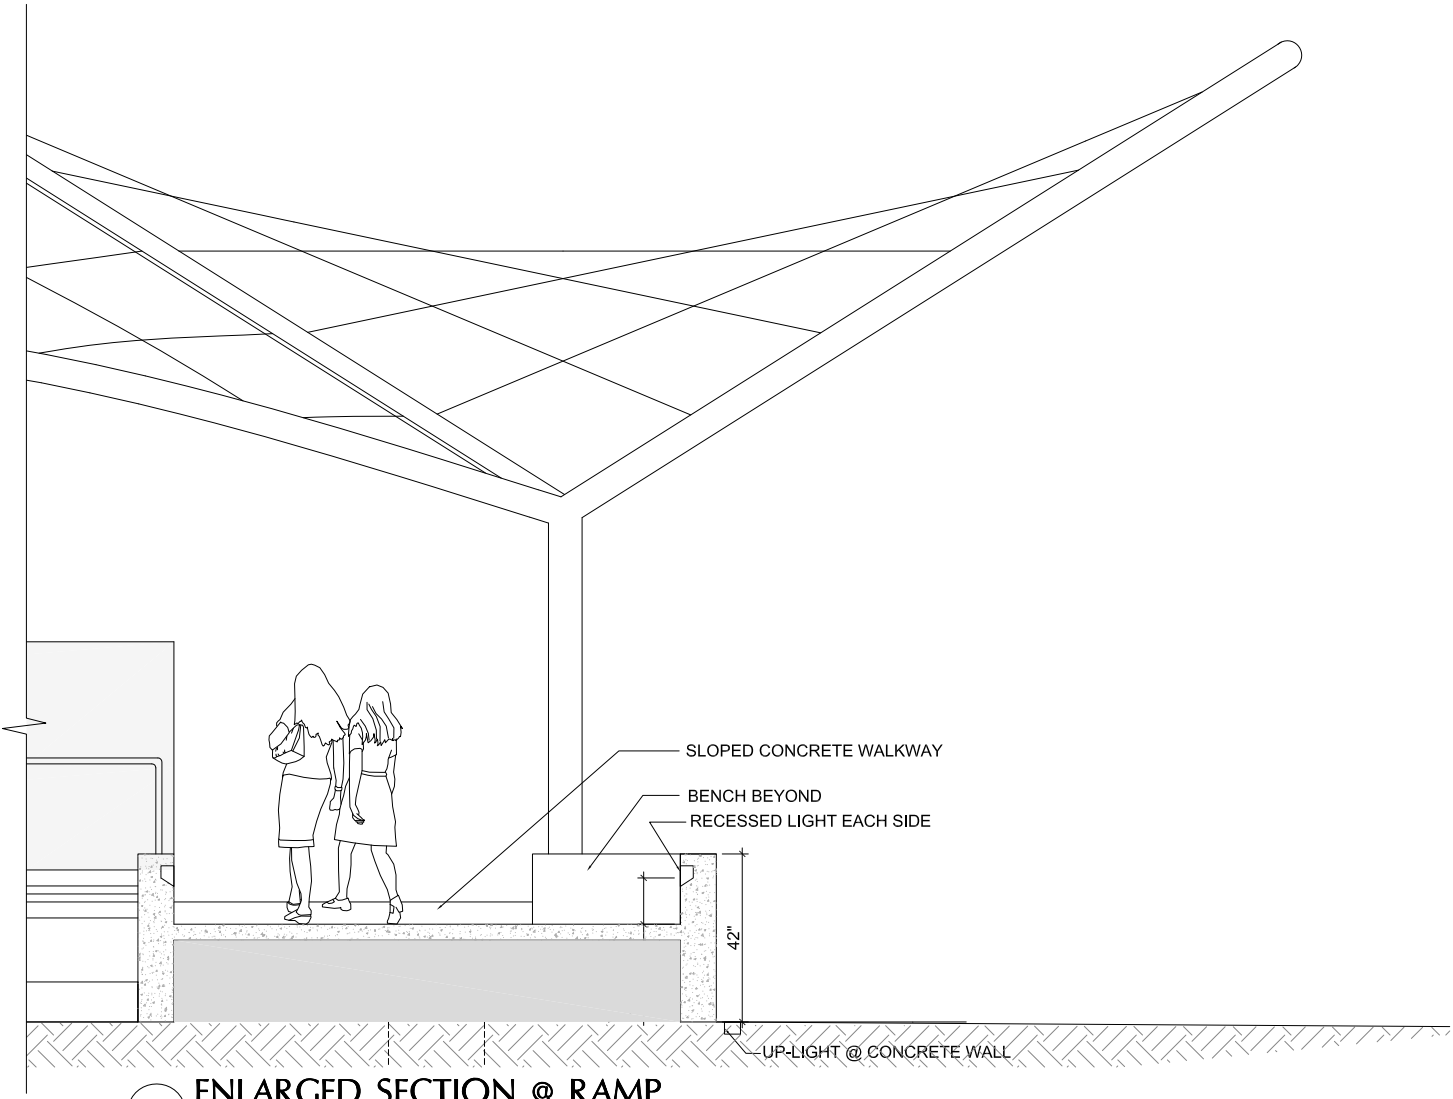 SLOPED CONCRETE WALKWAY
BENCH BEYOND
RECESSED LIGHT EACH SIDE
42"
UP-LIGHT @ CONCRETE WALL
ENLARGED SECTION @ RAMP